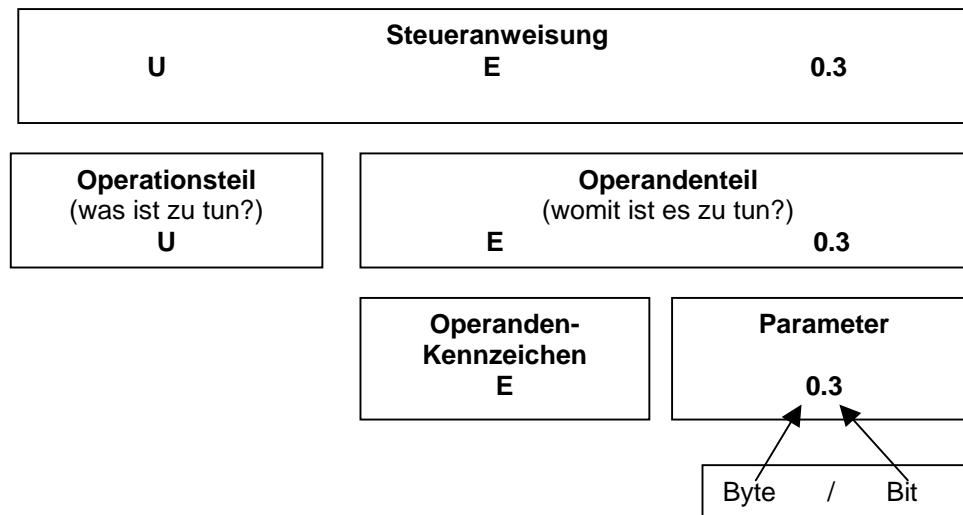 Steueranweisung
U E 0.3
Operationsteil
(was ist zu tun?)
U
Operandenteil
(womit ist es zu tun?)
E 0.3
Operanden-
Kennzeichen
E
Parameter
0.3
Byte / Bit